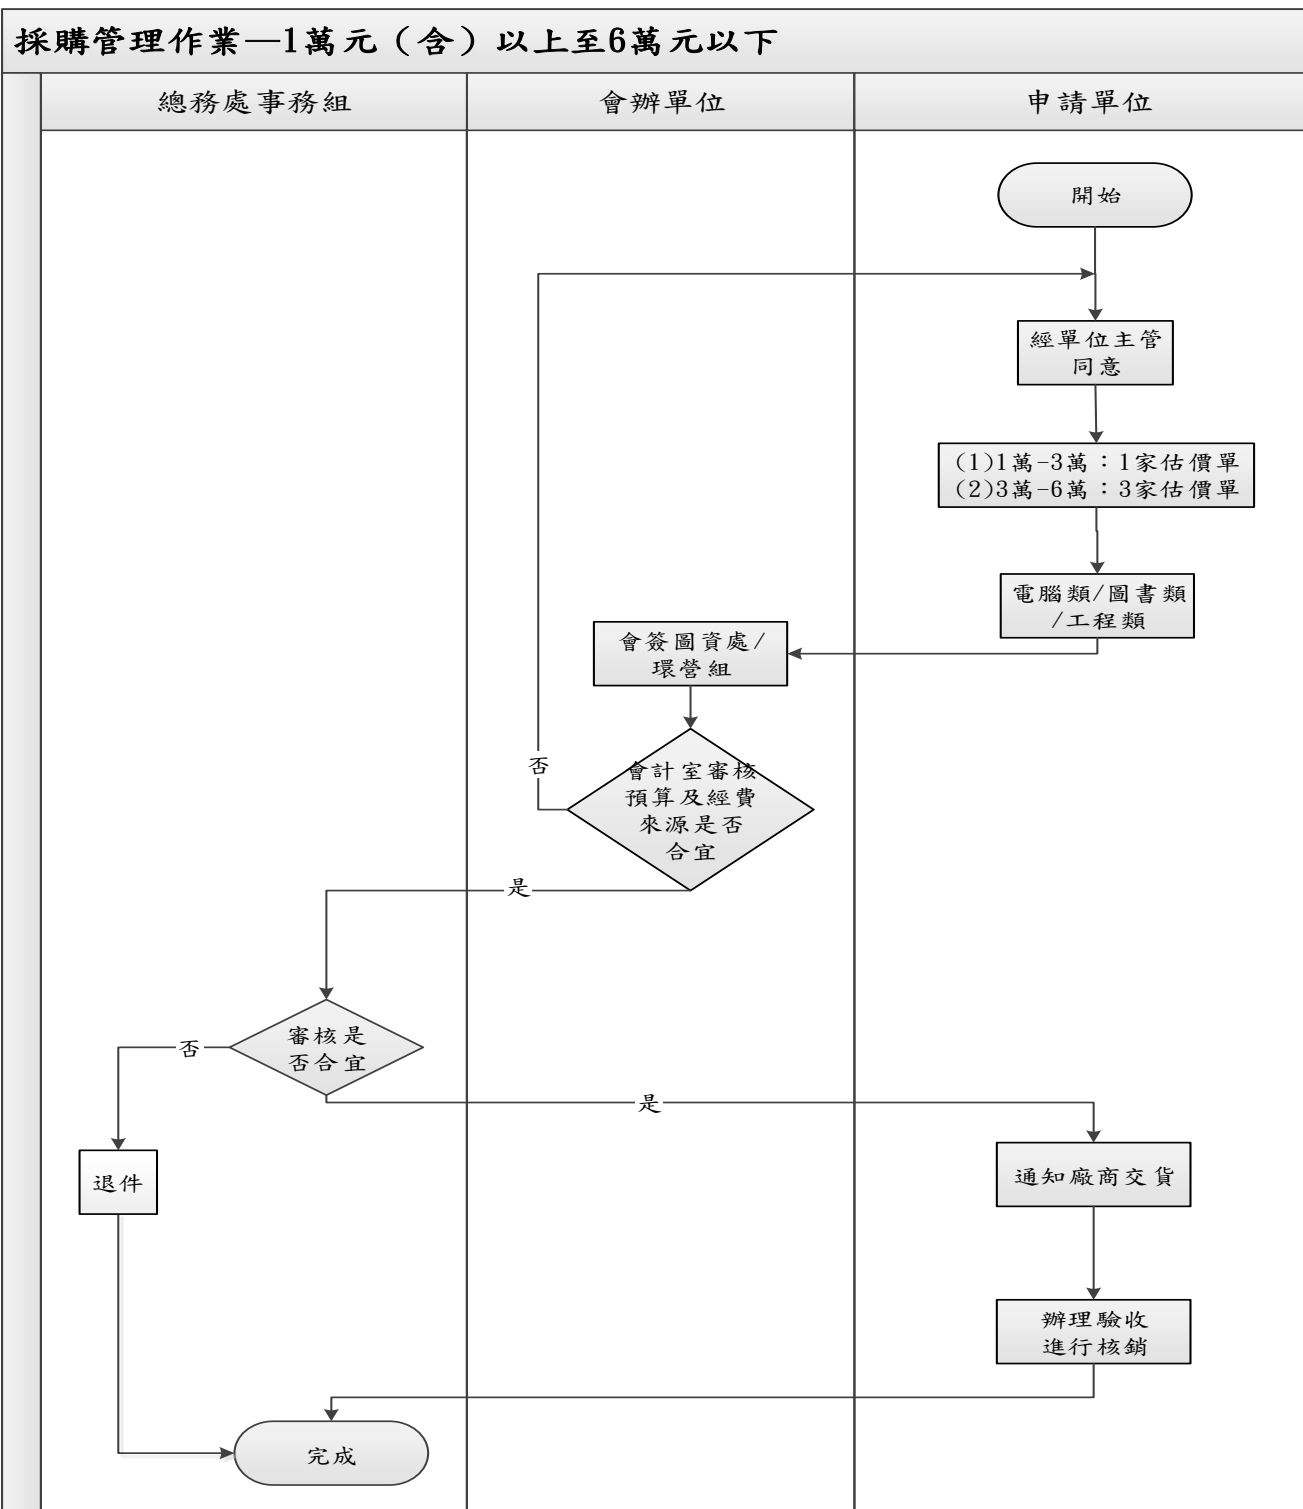 採購管理作業—1萬元（含）以上至6萬元以下
總務處事務組
會辦單位
申請單位
開始
經單位主管
同意
(1)1萬-3萬：1家估價單
(2)3萬-6萬：3家估價單
電腦類/圖書類
/工程類
會簽圖資處/
環營組
否
會計室審核
預算及經費
來源是否
合宜
是
審核是
否合宜
否
是
退件
通知廠商交貨
辦理驗收
進行核銷
完成